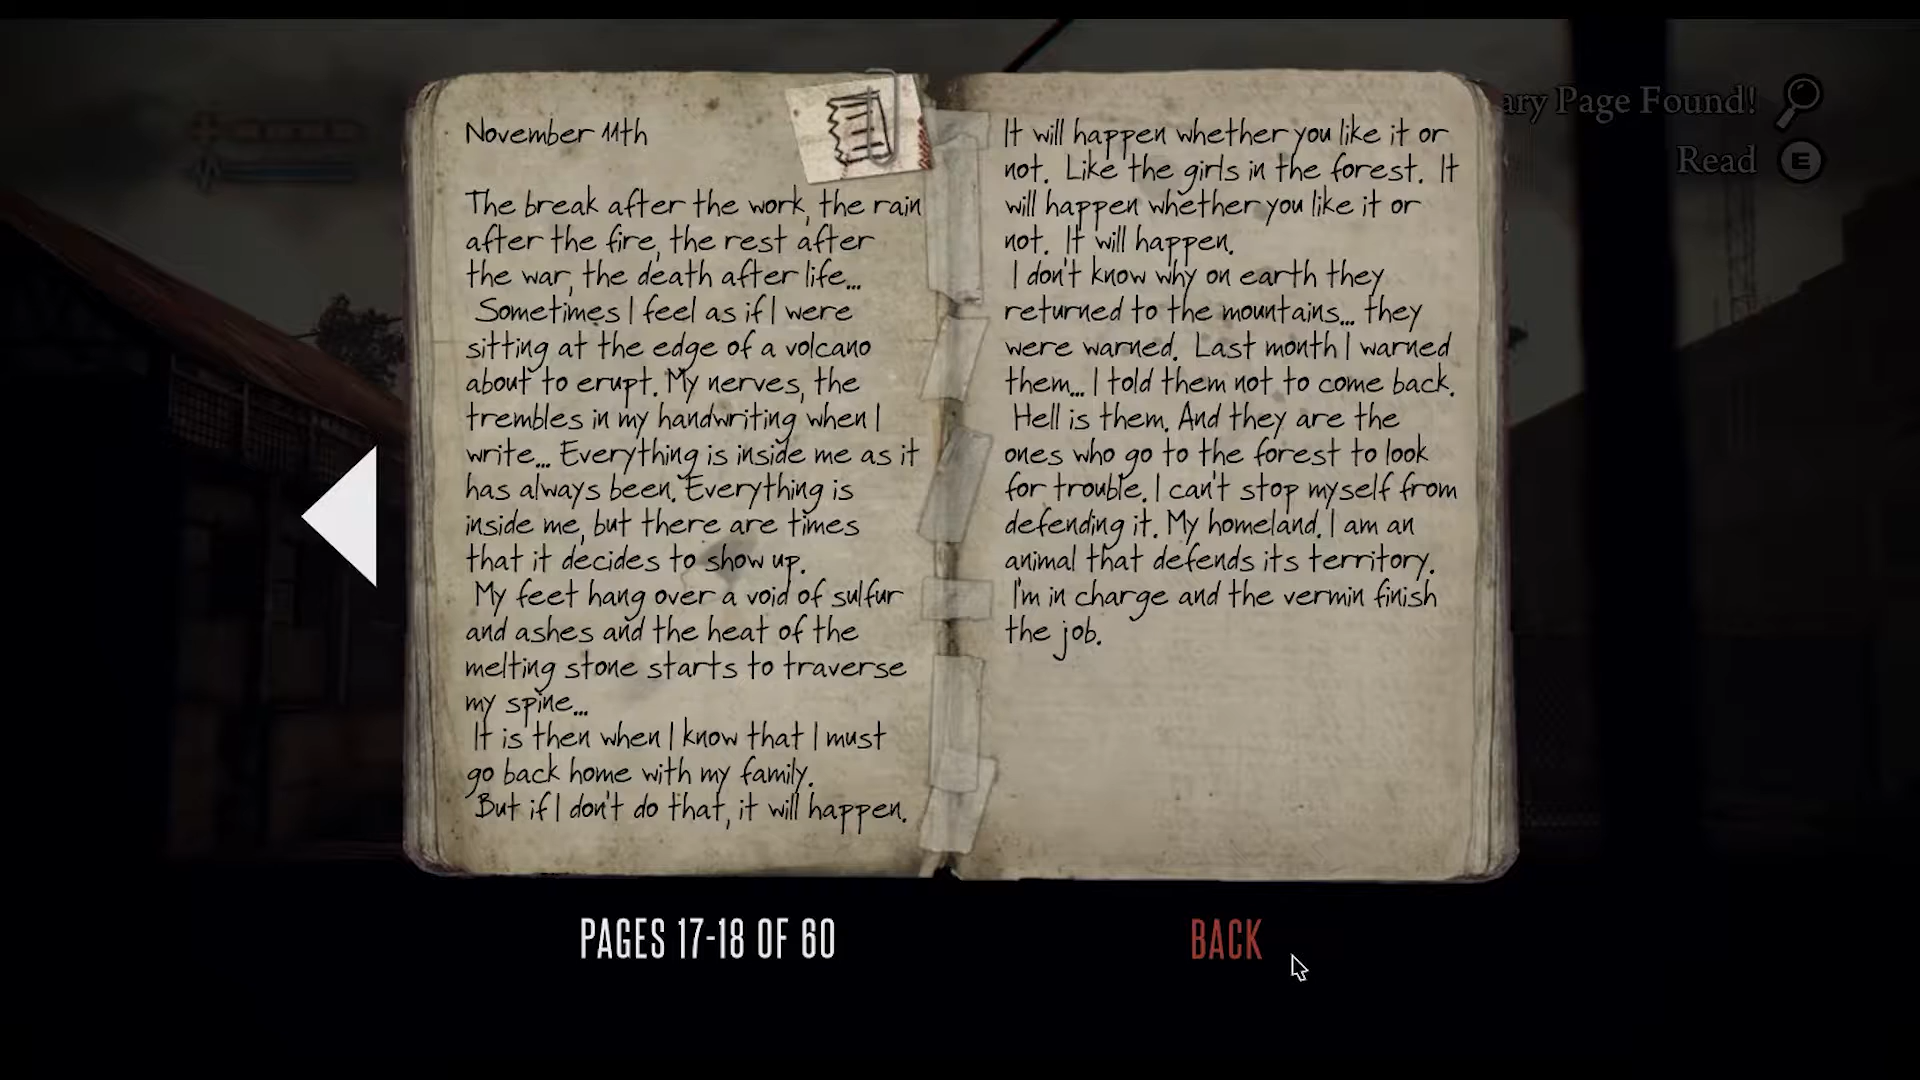 ary Page Found!
Read E
November 11th
The break after the work, the rain
after the fire, the rest after
the war, the death after life...
Sometimes I feel as if I were
sitting at the edge of a volcano
about to erupt. My nerves, the
trembles in my handwriting when I
write... Everything is inside me as it
has always been. Everything is
inside me, but there are times
that it decides to show up.
My feet hang over a void of sulfur
and ashes and the heat of the
melting stone starts to traverse
my spine...
It is then when I know that I must
go back home with my family.
But if I don't do that, it will happen.
It will happen whether you like it or
not. Like the girls in the forest. It
will happen whether you like it or
not. It will happen.
I don't know why on earth they
returned to the mountains... they
were warned. Last month I warned
them... I told them not to come back.
Hell is them. And they are the
ones who go to the forest to look
for trouble. I can't stop myself from
defending it. My homeland. I am an
animal that defends its territory.
I'm in charge and the vermin finish
the job.
PAGES 17-18 OF 60
BACK